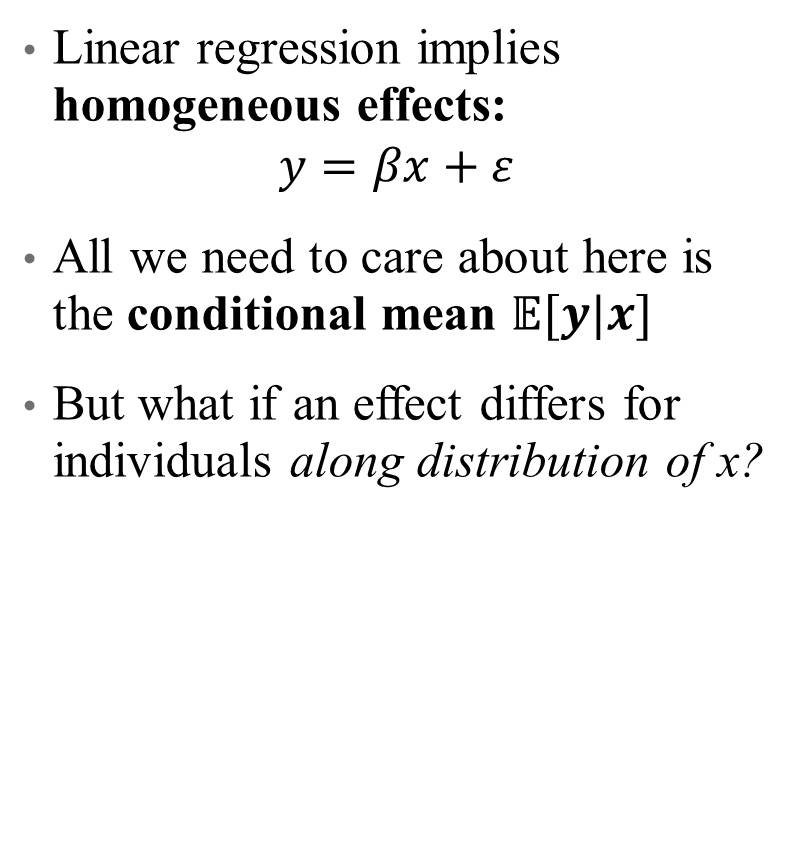 • Linear regression implies
homogeneous effects:
𝑦 = 𝛽𝑥 + 𝜀
• All we need to care about here is
the conditional mean 𝔼[𝒚|𝒙]
• But what if an effect differs for
individuals along distribution of x?